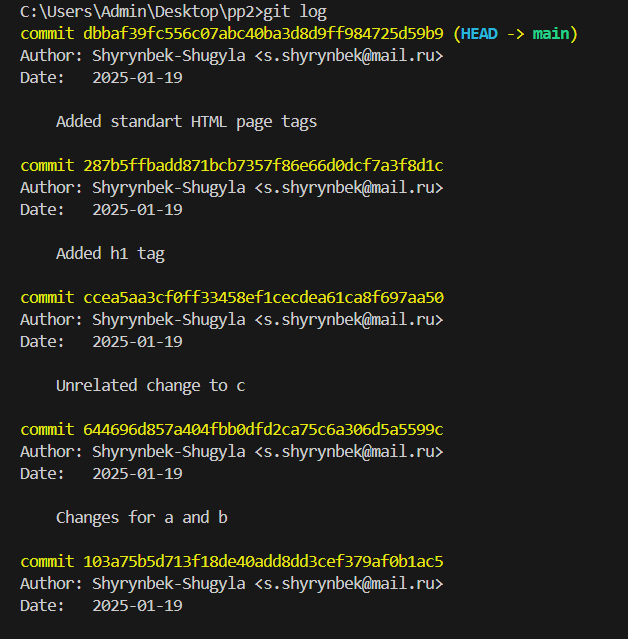 C:\Users\Admin\Desktop\pp2>git log
commit dbbaf39fc556c07abc40ba3d8d9ff984725d59b9 (HEAD -> main)
Author: Shyrynbek-Shugyla <s.shyrynbek@mail.ru>
Date:   2025-01-19
Added standart HTML page tags
commit 287b5ffbadd871bcb7357f86e66d0dcf7a3f8d1c
Author: Shyrynbek-Shugyla <s.shyrynbek@mail.ru>
Date:   2025-01-19
Added h1 tag
commit ccea5aa3cf0ff33458ef1cecdea61ca8f697aa50
Author: Shyrynbek-Shugyla <s.shyrynbek@mail.ru>
Date:   2025-01-19
Unrelated change to c
commit 644696d857a404fbb0dfd2ca75c6a306d5a5599c
Author: Shyrynbek-Shugyla <s.shyrynbek@mail.ru>
Date:   2025-01-19
Changes for a and b
commit 103a75b5d713f18de40add8dd3cef379af0b1ac5
Author: Shyrynbek-Shugyla <s.shyrynbek@mail.ru>
Date:   2025-01-19